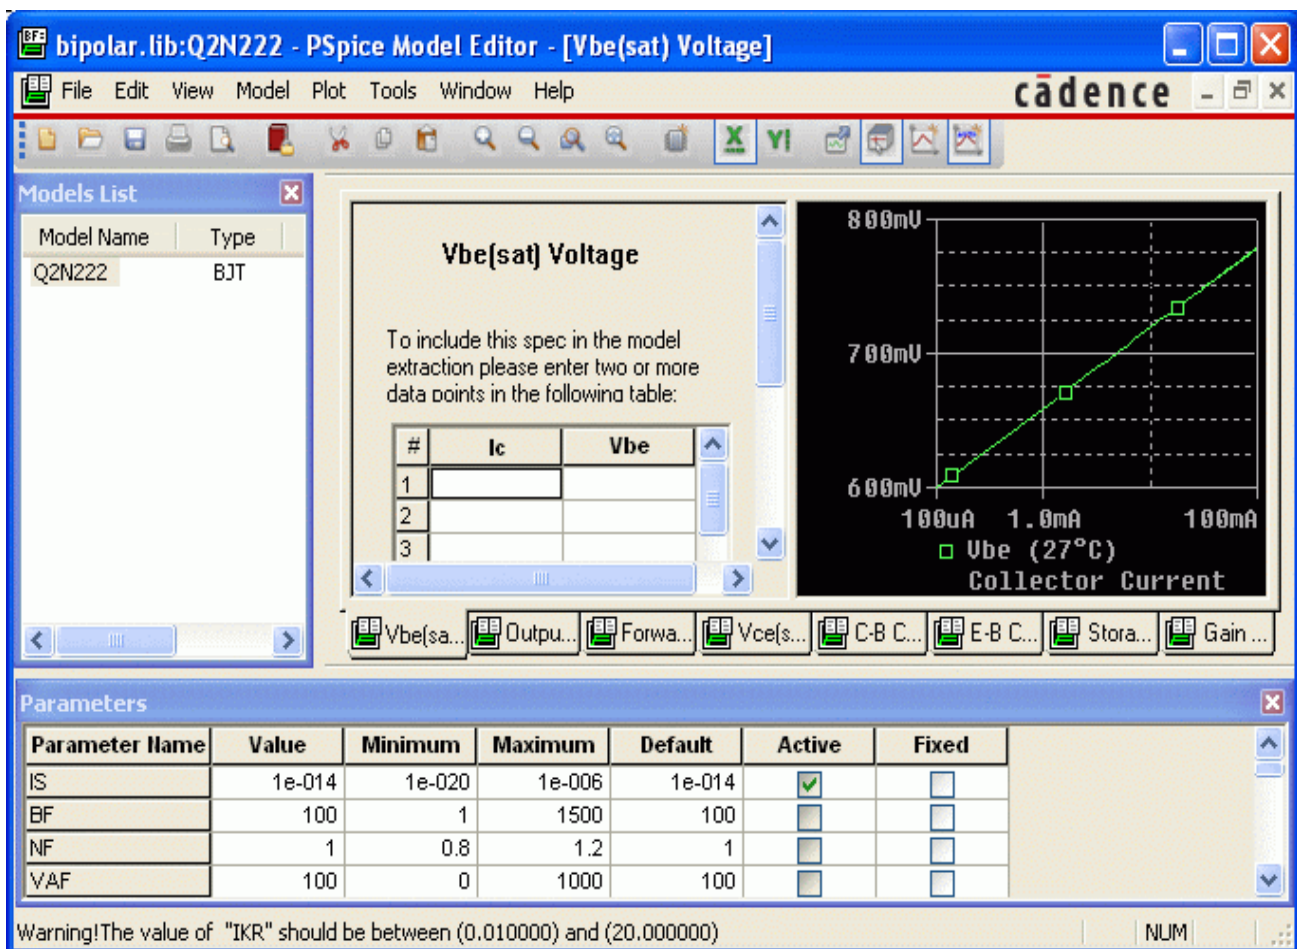 bipolar.lib:Q2N222 - PSpice Model Editor - [Vbe(sat) Voltage]
File Edit View Model Plot Tools Window Help
cādence
Models List
Model Name Type
Q2N222 BJT
Vbe(sat) Voltage
To include this spec in the model
extraction please enter two or more
data points in the following table:
# Ic Vbe
1
2
3
800mV
700mV
600mV
100uA 1.0mA 100mA
Vbe (27°C)
Collector Current
Vbe(sa... Outpu... Forwa... Vce(s... C-B C... E-B C... Stora... Gain ...
Parameters
Parameter Name Value Minimum Maximum Default Active Fixed
IS 1e-014 1e-020 1e-006 1e-014
BF 100 1 1500 100
NF 1 0.8 1.2 1
VAF 100 0 1000 100
Warning!The value of "IKR" should be between (0.010000) and (20.000000)
NUM